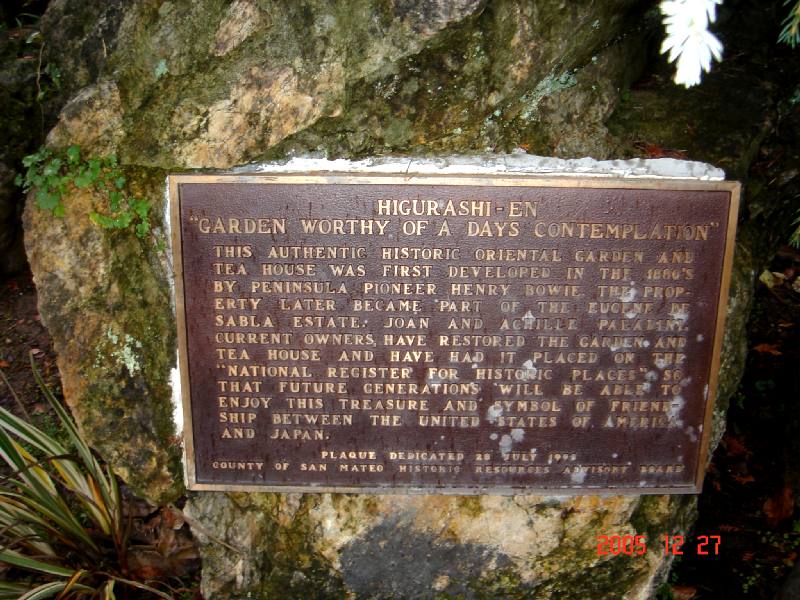 HIGURASHI-EN
"GARDEN WORTHY OF A DAYS CONTEMPLATION"
THIS AUTHENTIC HISTORIC ORIENTAL GARDEN AND
TEA HOUSE WAS FIRST DEVELOPED IN THE 1880'S
BY PENINSULA PIONEER HENRY BOWIE. THE PROP-
ERTY LATER BECAME PART OF THE EUGENE DE
SABLA ESTATE. JOAN AND ACHILLE PALADINI,
CURRENT OWNERS, HAVE RESTORED THE GARDEN AND
TEA HOUSE AND HAVE HAD IT PLACED ON THE
"NATIONAL REGISTER FOR HISTORIC PLACES" SO
THAT FUTURE GENERATIONS WILL BE ABLE TO
ENJOY THIS TREASURE AND SYMBOL OF FRIEND-
SHIP BETWEEN THE UNITED STATES OF AMERICA
AND JAPAN.
PLAQUE DEDICATED 28 JULY
COUNTY OF SAN MATEO HISTORIC RESOURCES ADVISORY BOARD
2005 12 27